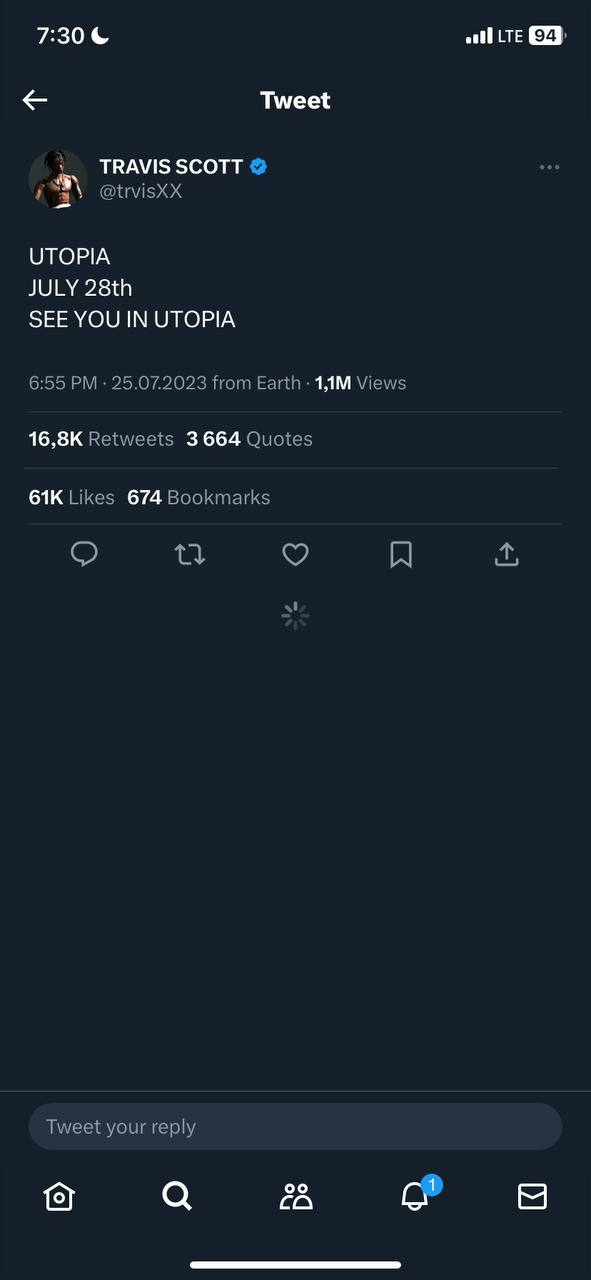 7:30 LTE 94
Tweet
TRAVIS SCOTT
@trvisXX
UTOPIA
JULY 28th
SEE YOU IN UTOPIA
6:55 PM · 25.07.2023 from Earth · 1,1M Views
16,8K Retweets 3 664 Quotes
61K Likes 674 Bookmarks
Tweet your reply
1